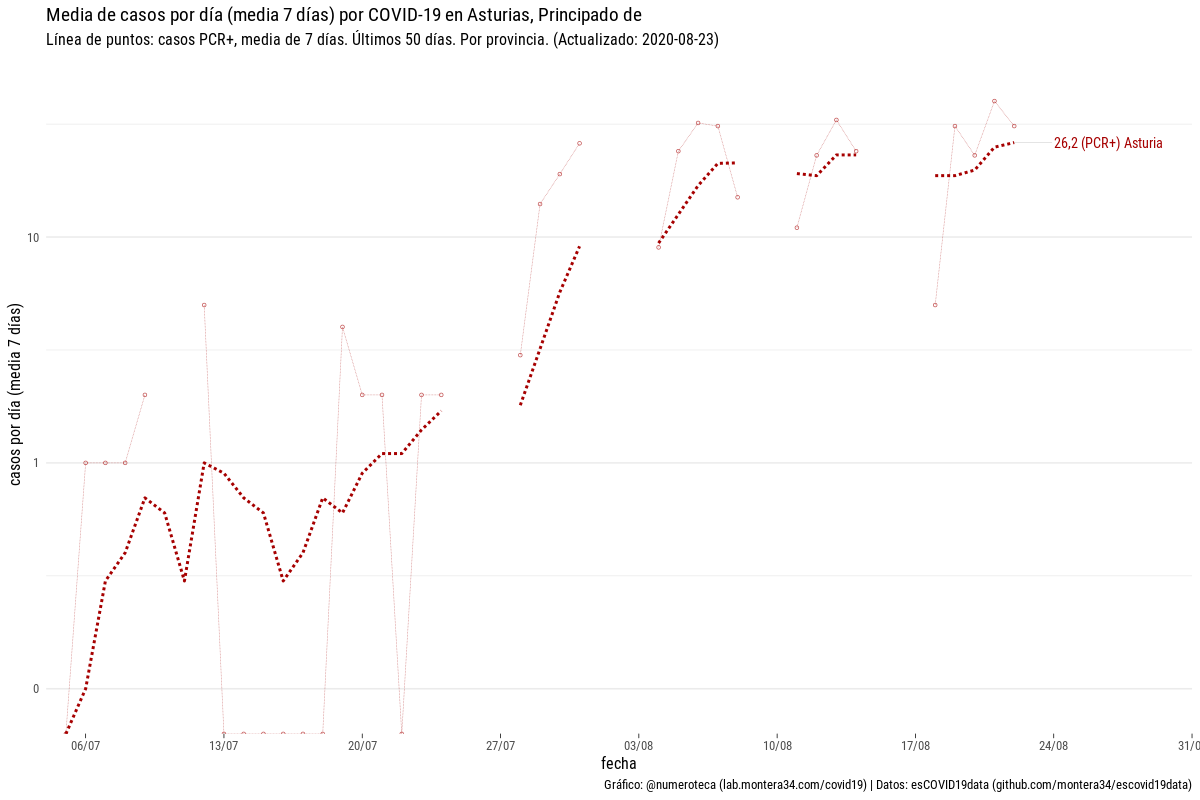 Media de casos por día (media 7 días) por COVID-19 en Asturias, Principado de
Línea de puntos: casos PCR+, media de 7 días. Últimos 50 días. Por provincia. (Actualizado: 2020-08-23)
26,2 (PCR+) Asturia
10
1
0
casos por día (media 7 días)
06/07 13/07 20/07 27/07 03/08 10/08 17/08 24/08 31/0
fecha
Gráfico: @numeroteca (lab.montera34.com/covid19) | Datos: esCOVID19data (github.com/montera34/escovid19data)